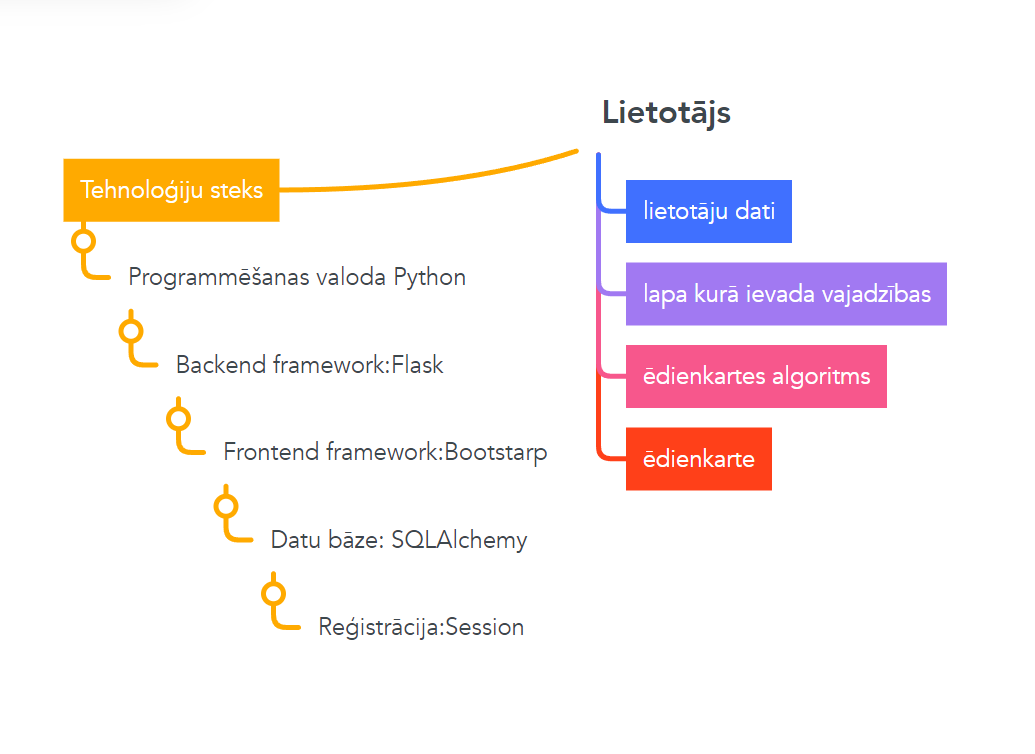 Lietotājs
Tehnoloģiju steks
Programmēšanas valoda Python
Backend framework:Flask
Frontend framework:Bootstarp
Datu bāze: SQLAlchemy
Reģistrācija:Session
lietotāju dati
lapa kurā ievada vajadzības
ēdienkartes algoritms
ēdienkarte